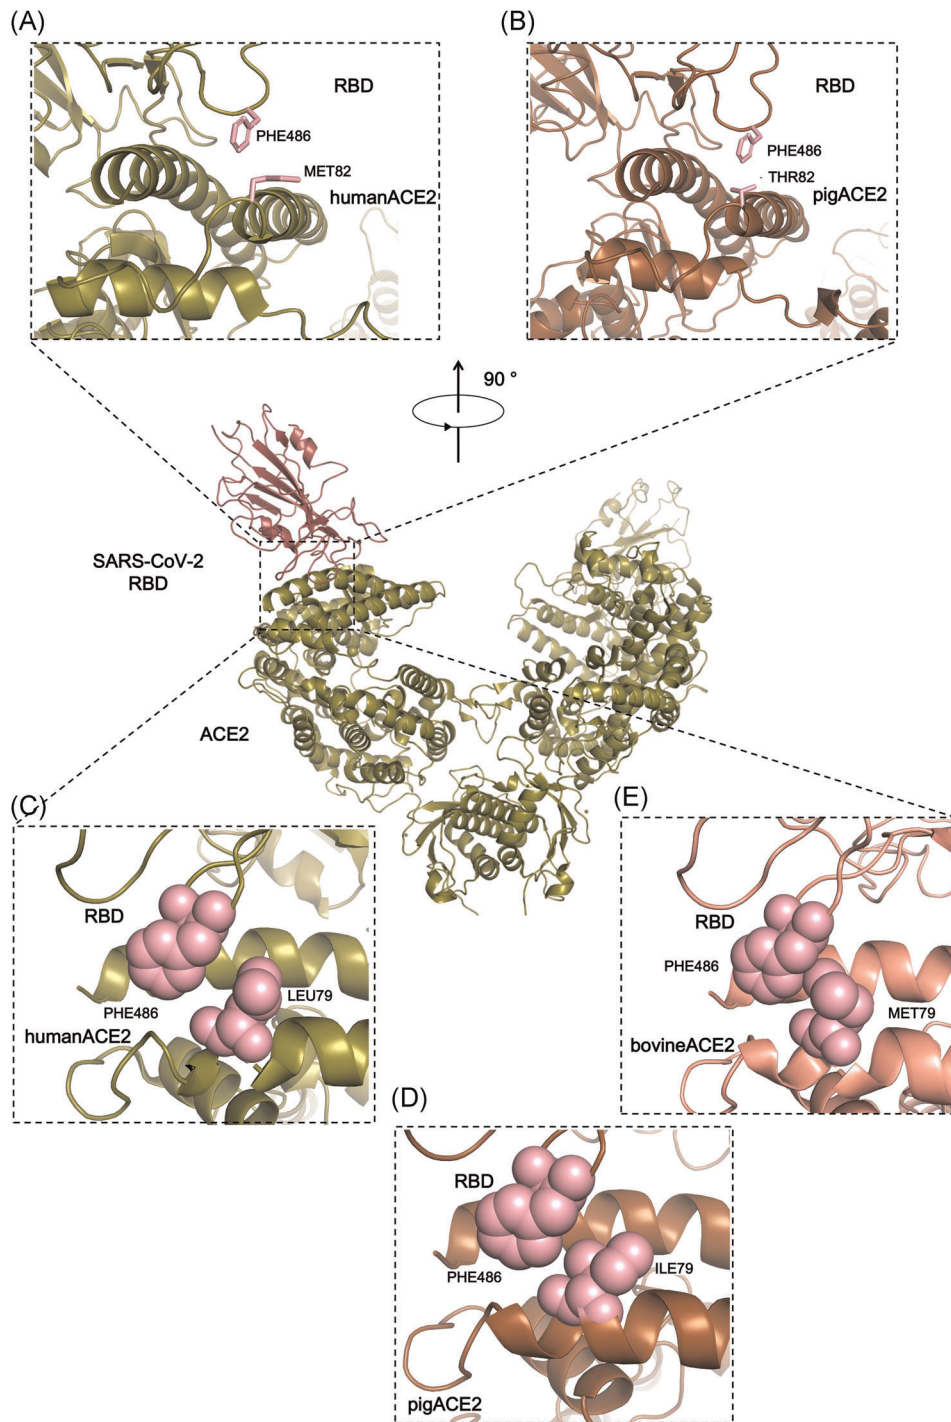 (A)
RBD
PHE486
MET82
humanACE2
(B)
RBD
PHE486
THR82
pigACE2
90 °
SARS-CoV-2
RBD
ACE2
(C)
RBD
LEU79
PHE486
humanACE2
(E)
RBD
PHE486
MET79
bovineACE2
(D)
RBD
PHE486
ILE79
pigACE2